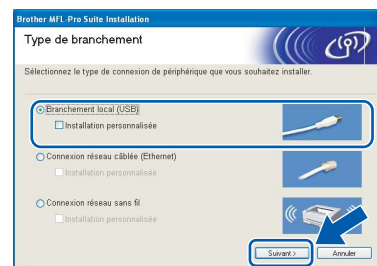 Brother MFL-Pro Suite Installation
Type de branchement
Sélectionnez le type de connexion de périphérique que vous souhaitez installer.
Branchement local (USB)
Installation personnalisée
Connexion réseau câblée (Ethernet)
Installation personnalisée
Connexion réseau sans fil
Installation personnalisée
Suivant >
Annuler